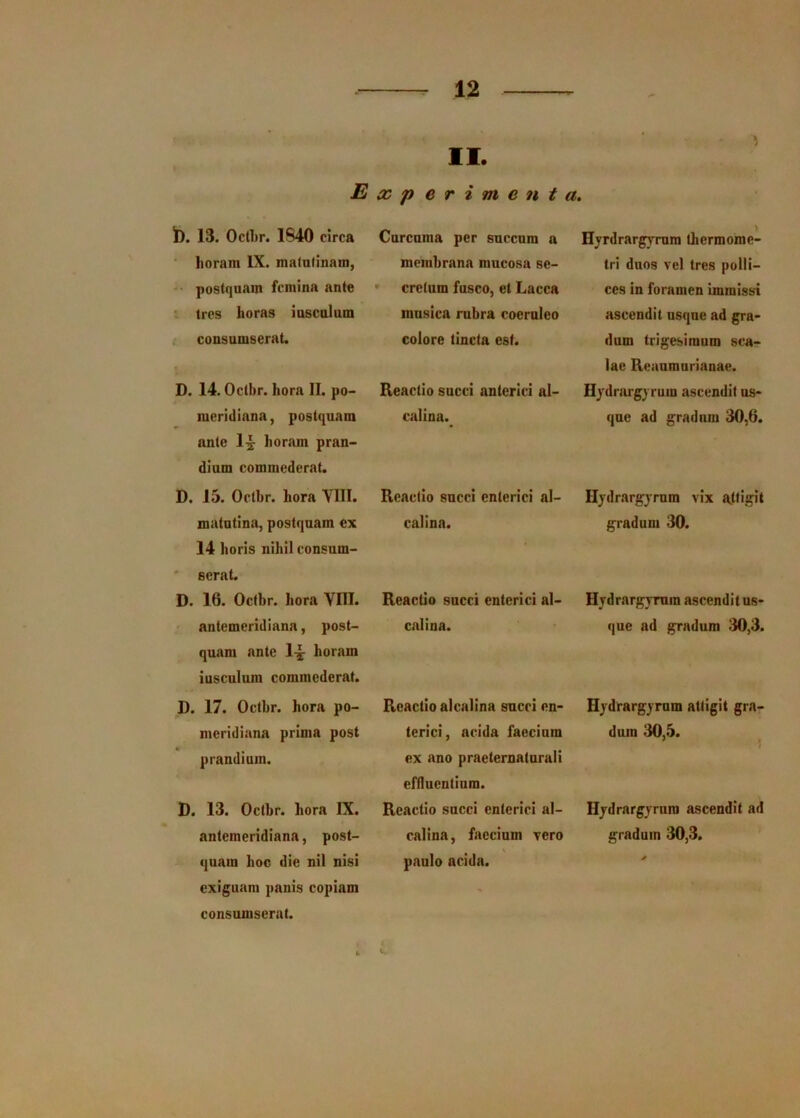 12
II.
Experimenta.
D. 13. Octbr. 1840 circa
horam IX. matutinam,
postquam femina ante
tres horas iusculum
consumserat.
Curcuma per succum a
membrana mucosa se-
cretum fusco, et Lacca
musica rubra coeruleo
colore tincta est.
Hyrdrargyrum thermome-
tri duos vel tres polli-
ces in foramen immissi
ascendit usque ad gra-
dum trigesimum sca-
lae Reaumurianae.
D. 14. Octbr. hora II. po-
meridiana, postquam
ante 1½ horam pran-
dium commederat.
Reactio succi anterici al-
calina.
Hydrargyrum ascendit us-
que ad gradum 30,6.
D. 15. Octbr. hora VIII.
matutina, postquam ex
14 horis nihil consum-
serat.
Reactio succi enterici al-
calina.
Hydrargyrum vix attigit
gradum 30.
D. 16. Octbr. hora VIII.
antemeridiana, post-
quam ante 1½ horam
iusculum commederat.
Reactio succi enterici al-
calina.
Hydrargyrum ascendit us-
que ad gradum 30,3.
D. 17. Octbr. hora po-
meridiana prima post
prandium.
Reactio alcalina succi en-
terici, acida faecium
ex ano praeternaturali
effluentium.
Hydrargyrum attigit gra-
dum 30,5.
D. 13. Octbr. hora IX.
antemeridiana, post-
quam hoc die nil nisi
exiguam panis copiam
consumserat.
Reactio succi enterici al-
calina, faecium vero
paulo acida.
Hydrargyrum ascendit ad
gradum 30,3.